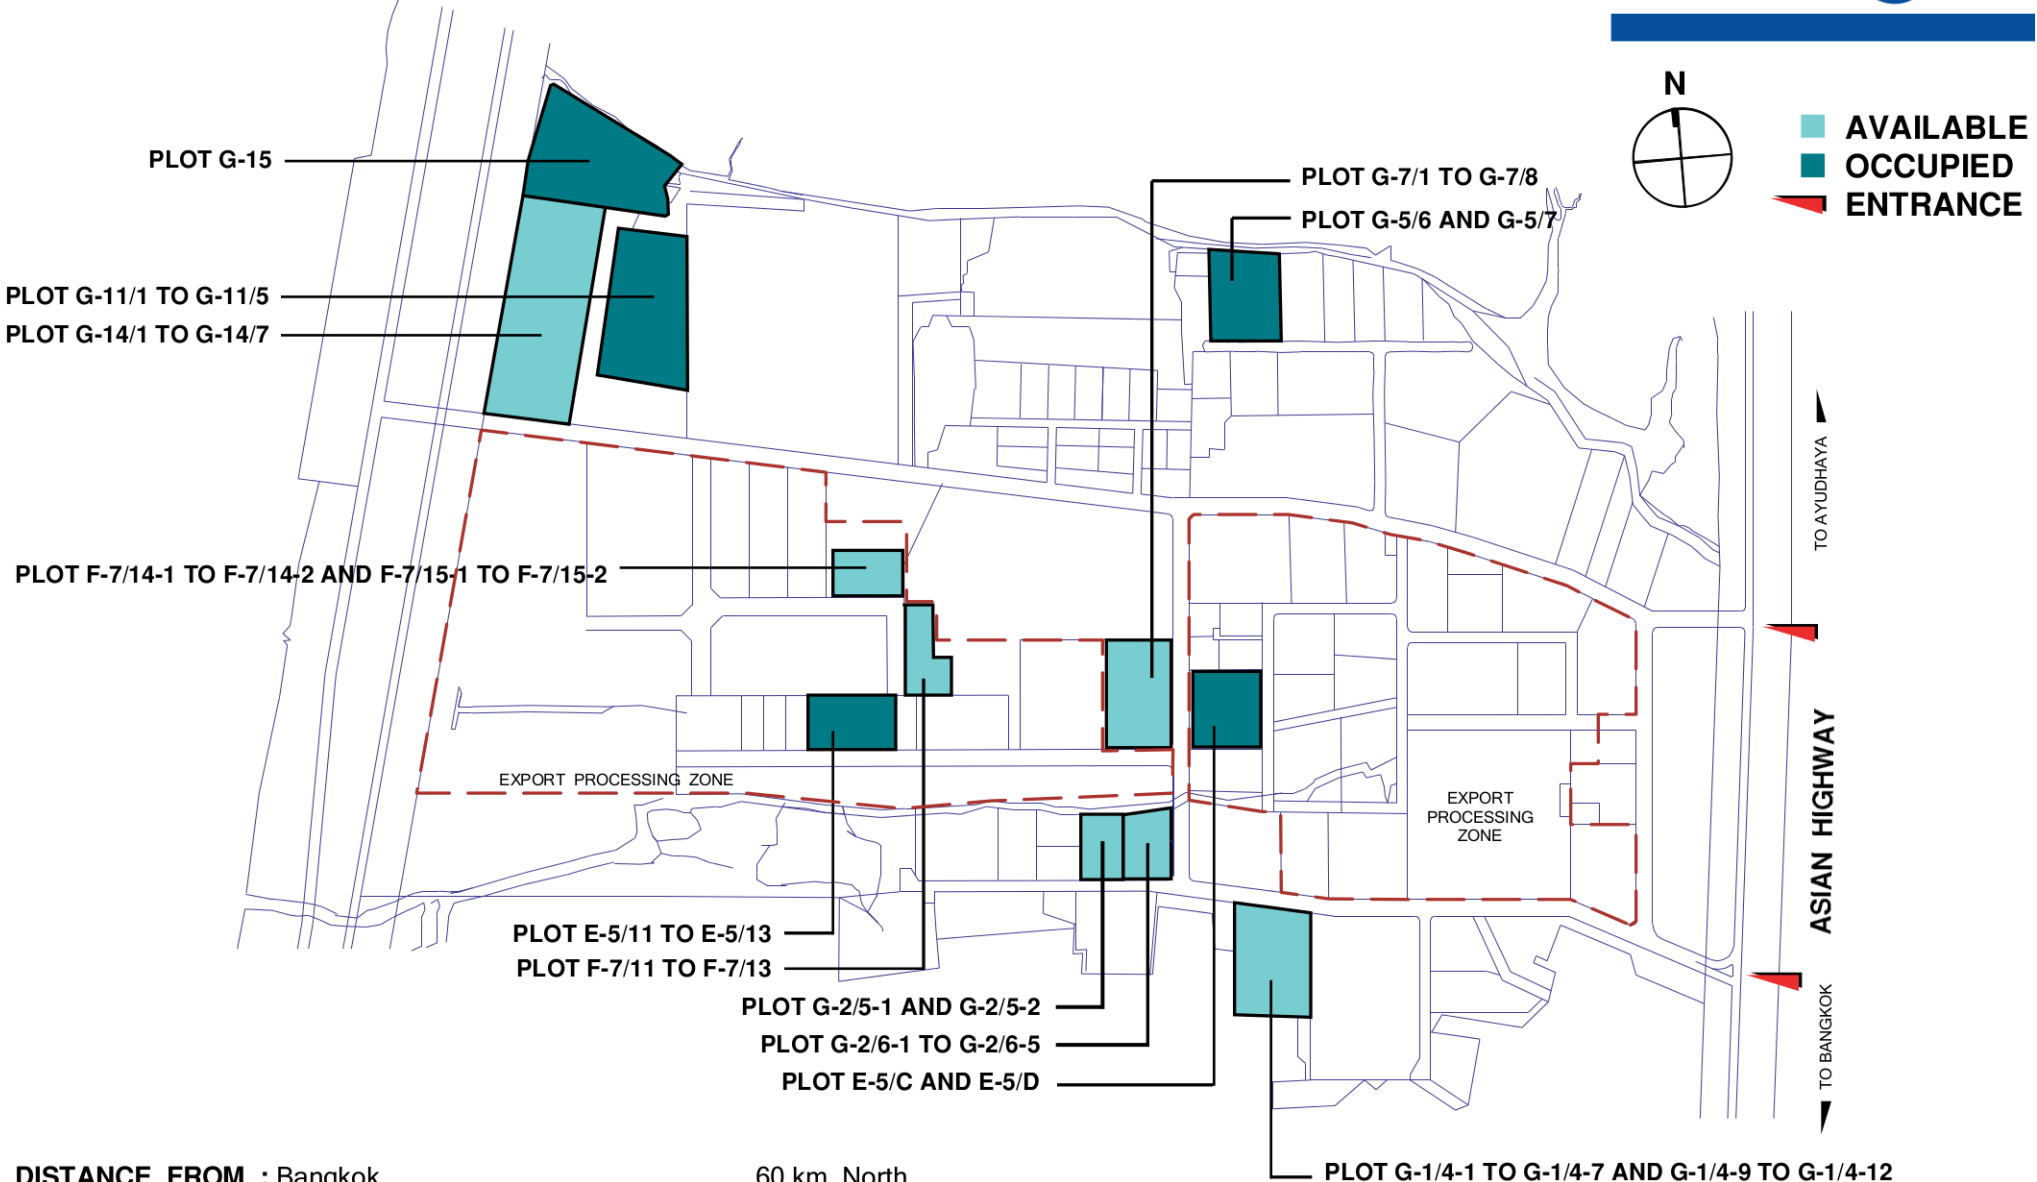 N
AVAILABLE
OCCUPIED
ENTRANCE
PLOT G-15
PLOT G-7/1 TO G-7/8
PLOT G-5/6 AND G-5/7
PLOT G-11/1 TO G-11/5
PLOT G-14/1 TO G-14/7
TO AYUDHAYA
PLOT F-7/14-1 TO F-7/14-2 AND F-7/15-1 TO F-7/15-2
EXPORT PROCESSING ZONE
EXPORT
PROCESSING
ZONE
ASIAN HIGHWAY
PLOT E-5/11 TO E-5/13
PLOT F-7/11 TO F-7/13
PLOT G-2/5-1 AND G-2/5-2
PLOT G-2/6-1 TO G-2/6-5
PLOT E-5/C AND E-5/D
TO BANGKOK
PLOT G-1/4-1 TO G-1/4-7 AND G-1/4-9 TO G-1/4-12
DISTANCE FROM : Bangkok 60 km. North